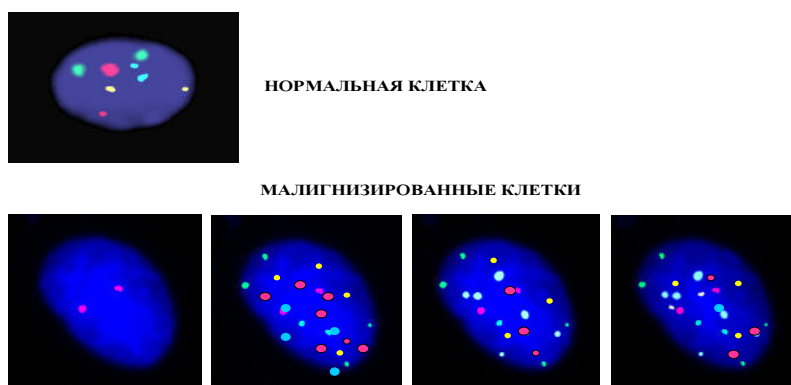 НОРМАЛЬНАЯ КЛЕТКА
МАЛИГНИЗИРОВАННЫЕ КЛЕТКИ